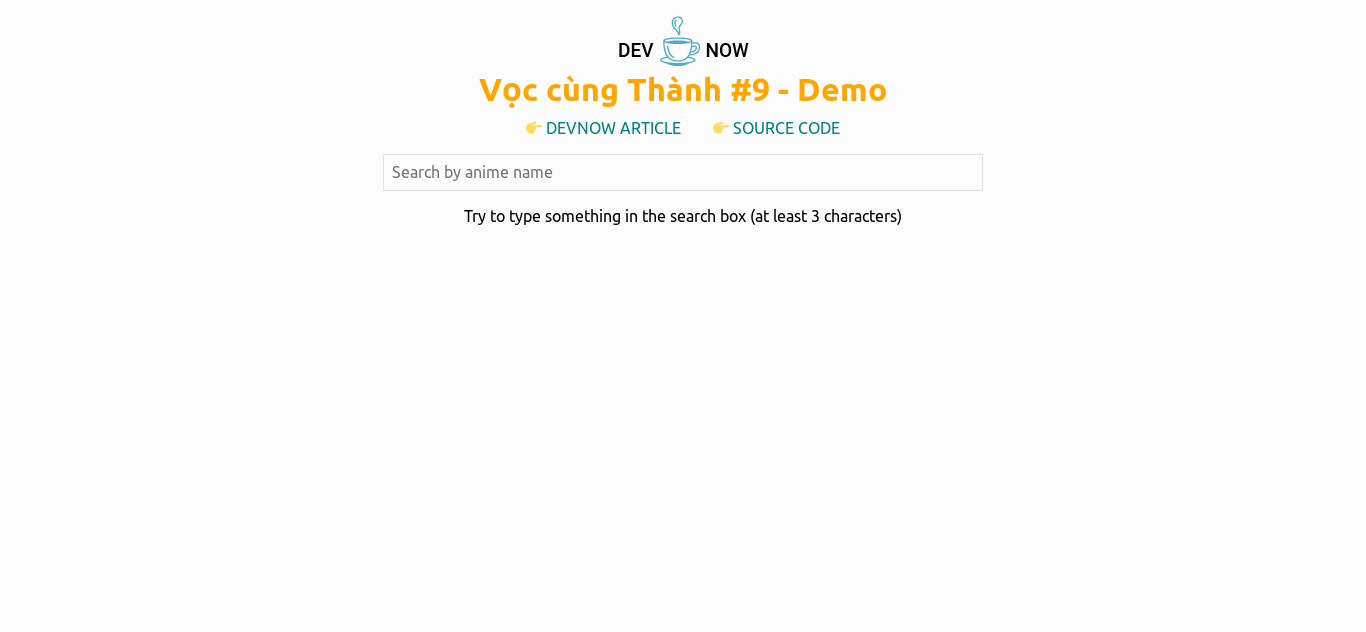 DEV NOW
Vọc cùng Thành #9 - Demo
👉 DEVNOW ARTICLE 👉 SOURCE CODE
Search by anime name
Try to type something in the search box (at least 3 characters)